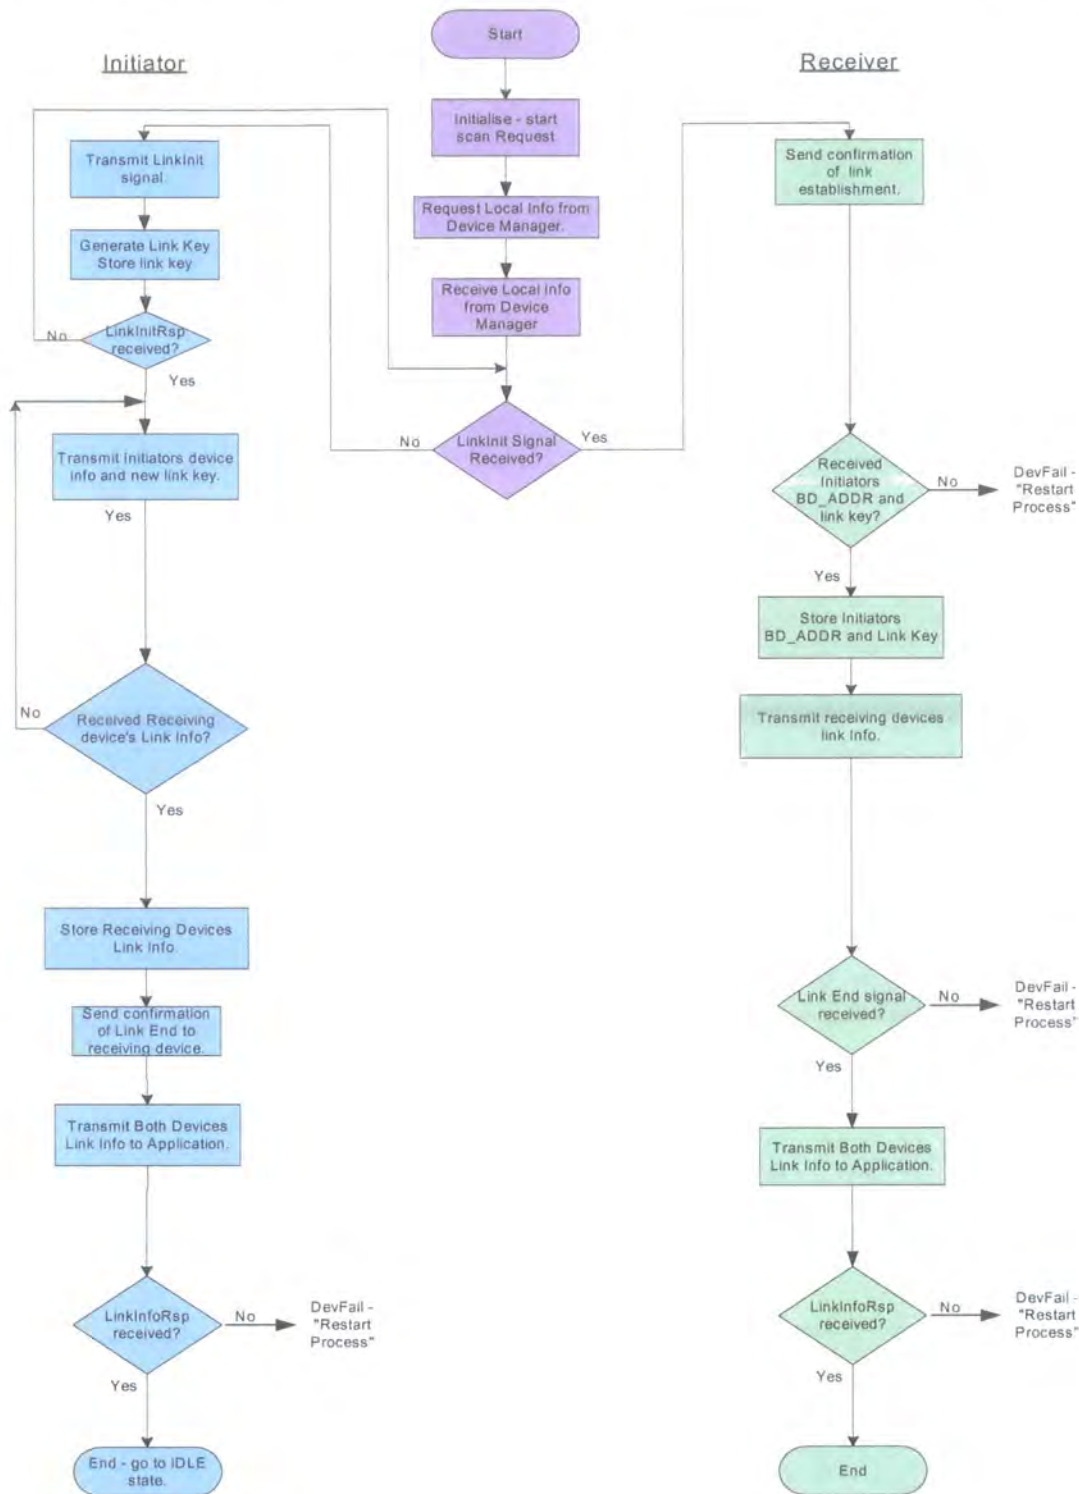 Start
Initiator
Receiver
Initialise - start
scan Request
Request Local Info from
Device Manager.
Receive Local Info
from Device
Manager
LinkInit Signal
Received?
No
Yes
Transmit LinkInit
signal.
Generate Link Key
Store link key
LinkInitRsp
received?
No
Yes
Transmit Initiators device
info and new link key.
Yes
Received Receiving
device's Link Info?
No
Yes
Store Receiving Devices
Link Info.
Send confirmation
of Link End to
receiving device.
Transmit Both Devices
Link Info to Application.
LinkInfoRsp
received?
No
DevFail -
"Restart
Process"
Yes
End - go to IDLE
state.
Send confirmation
of link
establishment.
Received
Initiators
BD_ADDR and
link key?
No
DevFail -
"Restart
Process"
Yes
Store Initiators
BD_ADDR and Link Key
Transmit receiving devices
link Info.
Link End signal
received?
No
DevFail -
"Restart
Process"
Yes
Transmit Both Devices
Link Info to Application.
LinkInfoRsp
received?
No
DevFail -
"Restart
Process"
Yes
End